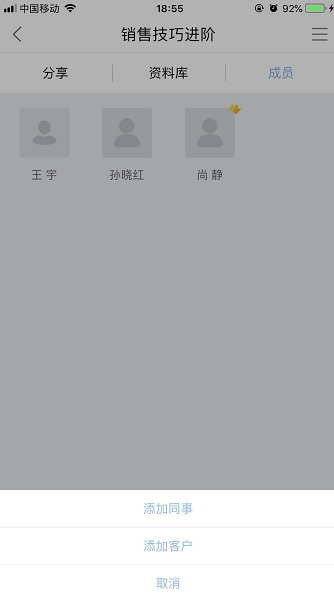 中国移动 18:55 92%
销售技巧进阶
分享 资料库 成员
王 宇 孙晓红 尚 静
添加同事
添加客户
取消